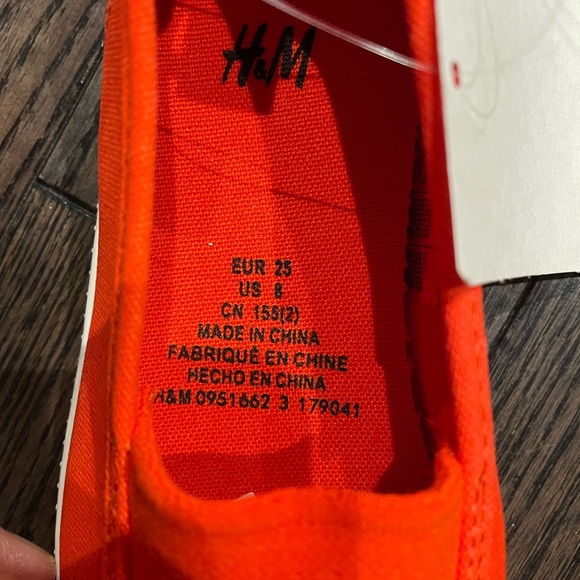 H&M
EUR 25
US 8
CN 155(2)
MADE IN CHINA
FABRIQUÉ EN CHINE
HECHO EN CHINA
H&M 0951662 3 179041